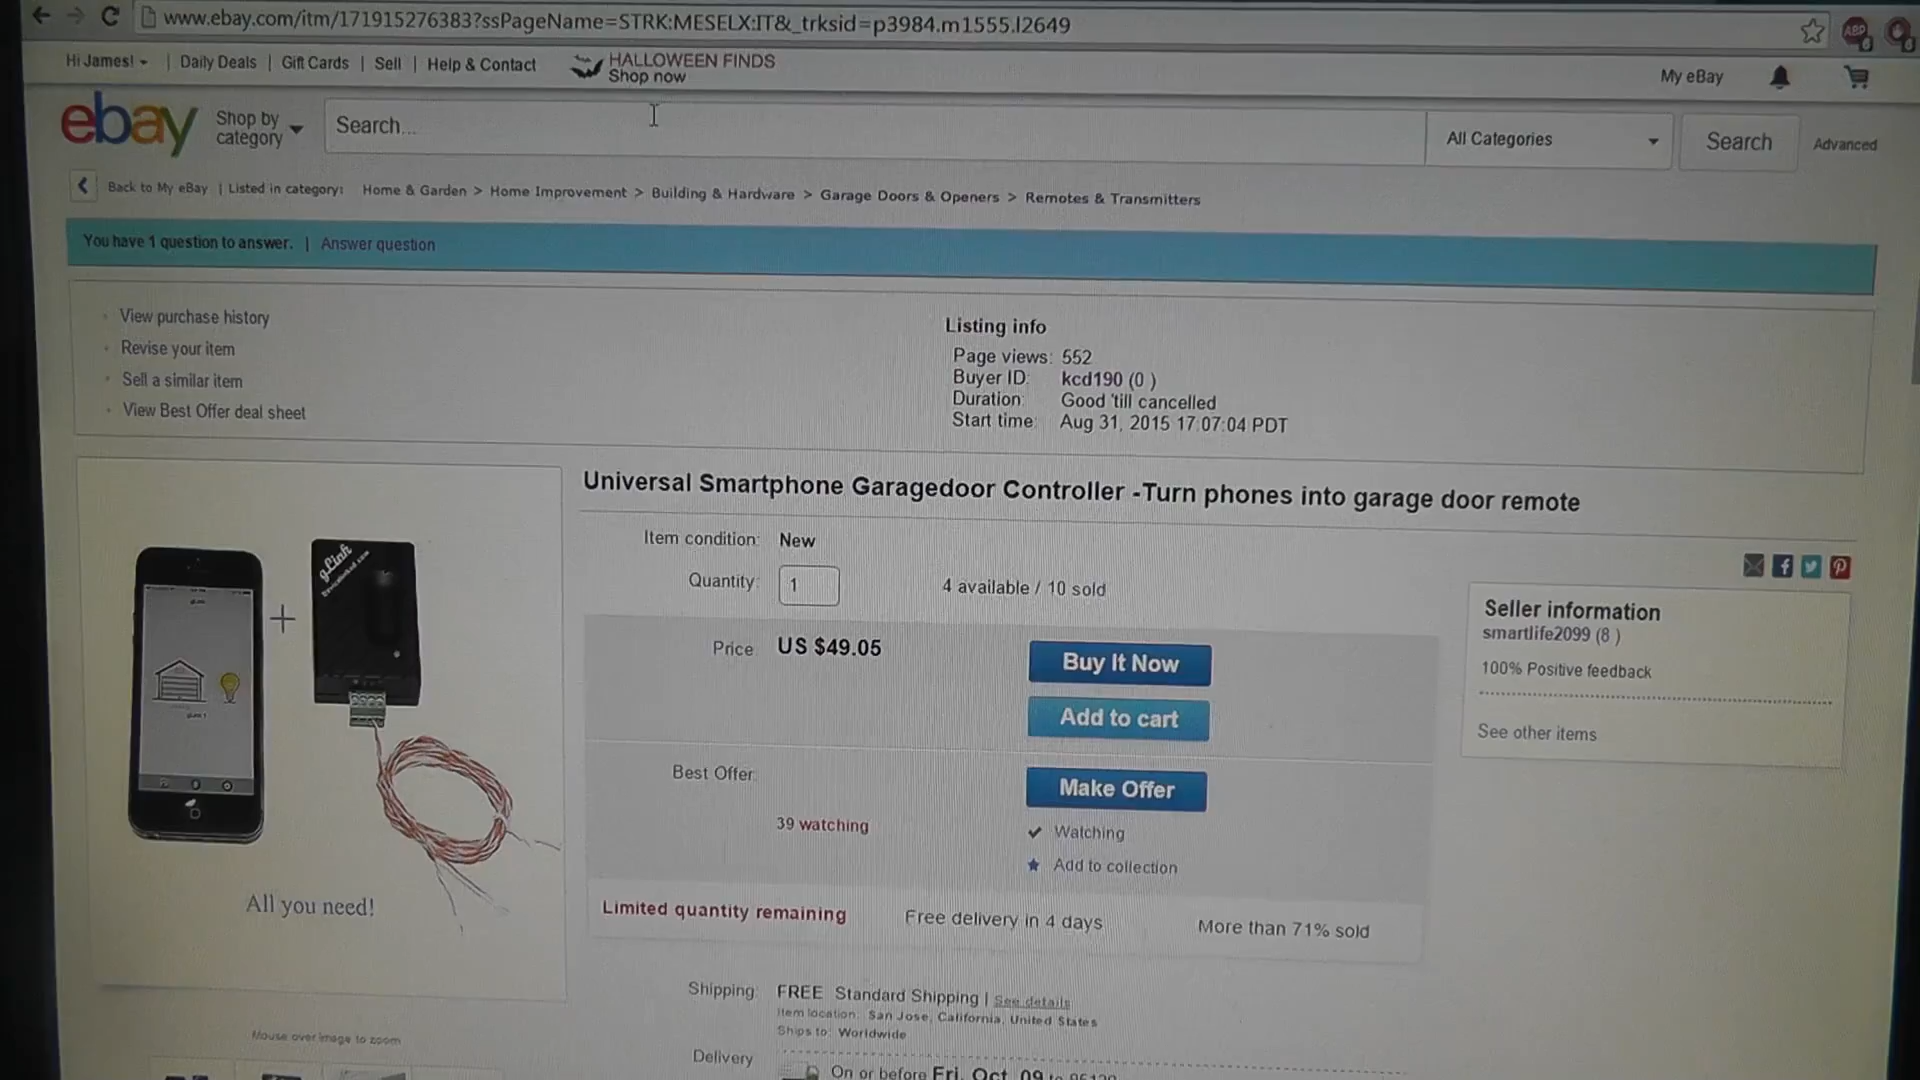 www.ebay.com/itm/171915276383?ssPageName=STRK:MESELX:IT&_trksid=p3984.m1555.l2649
ABP
Hi James! | Daily Deals | Gift Cards | Sell | Help & Contact
HALLOWEEN FINDS
Shop now
My eBay
ebay
Shop by
category
Search...
All Categories
Search
Advanced
Back to My eBay | Listed in category: Home & Garden > Home Improvement > Building & Hardware > Garage Doors & Openers > Remotes & Transmitters
You have 1 question to answer. | Answer question
View purchase history
Revise your item
Sell a similar item
View Best Offer deal sheet
Listing info
Page views: 552
Buyer ID: kcd190 (0 )
Duration: Good 'till cancelled
Start time: Aug 31, 2015 17:07:04 PDT
Universal Smartphone Garagedoor Controller -Turn phones into garage door remote
Item condition: New
Quantity: 1
4 available / 10 sold
Price: US $49.05
Buy It Now
Add to cart
Best Offer:
Make Offer
39 watching
Watching
Add to collection
Limited quantity remaining
Free delivery in 4 days
More than 71% sold
Seller information
smartlife2099 (8 )
100% Positive feedback
See other items
gLink
+
All you need!
Mouse over image to zoom
Shipping: FREE Standard Shipping | See details
Item location: San Jose, California, United States
Ships to: Worldwide
Delivery
On or before Fri. Oct. 09 to